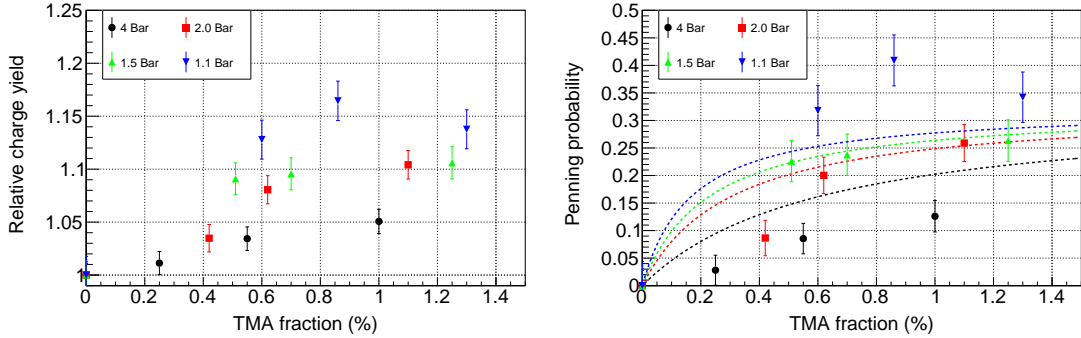 4 Bar 2.0 Bar
1.5 Bar 1.1 Bar
Relative charge yield
1.25
1.2
1.15
1.1
1.05
1
0 0.2 0.4 0.6 0.8 1 1.2 1.4
TMA fraction (%)
4 Bar 2.0 Bar
1.5 Bar 1.1 Bar
Penning probability
0.5
0.45
0.4
0.35
0.3
0.25
0.2
0.15
0.1
0.05
0
0 0.2 0.4 0.6 0.8 1 1.2 1.4
TMA fraction (%)